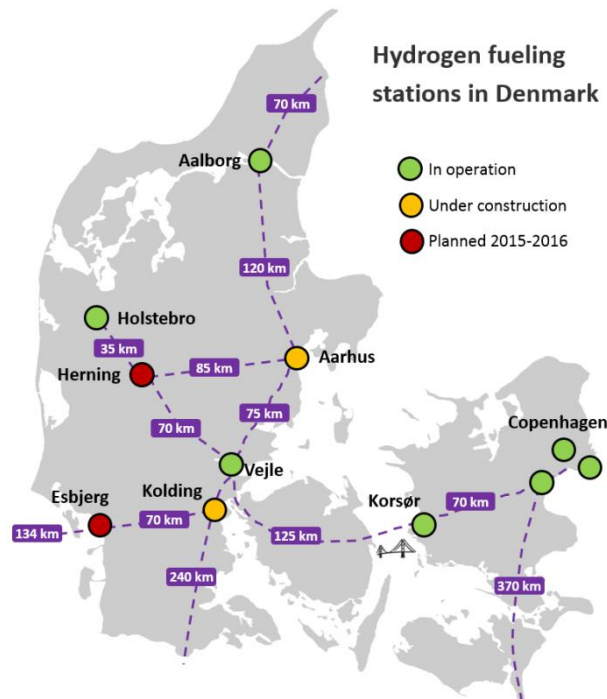 Hydrogen fueling
stations in Denmark
In operation
Under construction
Planned 2015-2016
70 km
Aalborg
120 km
Holstebro
35 km
Aarhus
85 km
Herning
75 km
70 km
Copenhagen
Vejle
Esbjerg
Kolding
Korsør
70 km
70 km
134 km
125 km
240 km
370 km